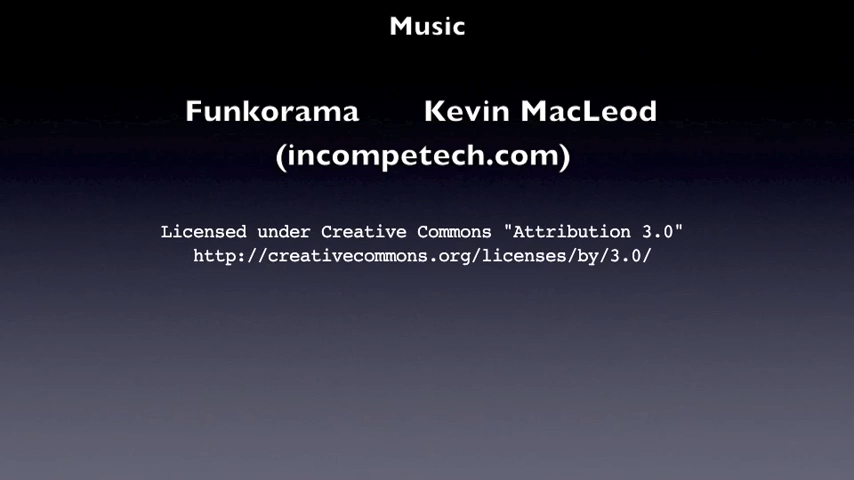 Music
Funkorama Kevin MacLeod
(incompetech.com)
Licensed under Creative Commons "Attribution 3.0"
http://creativecommons.org/licenses/by/3.0/